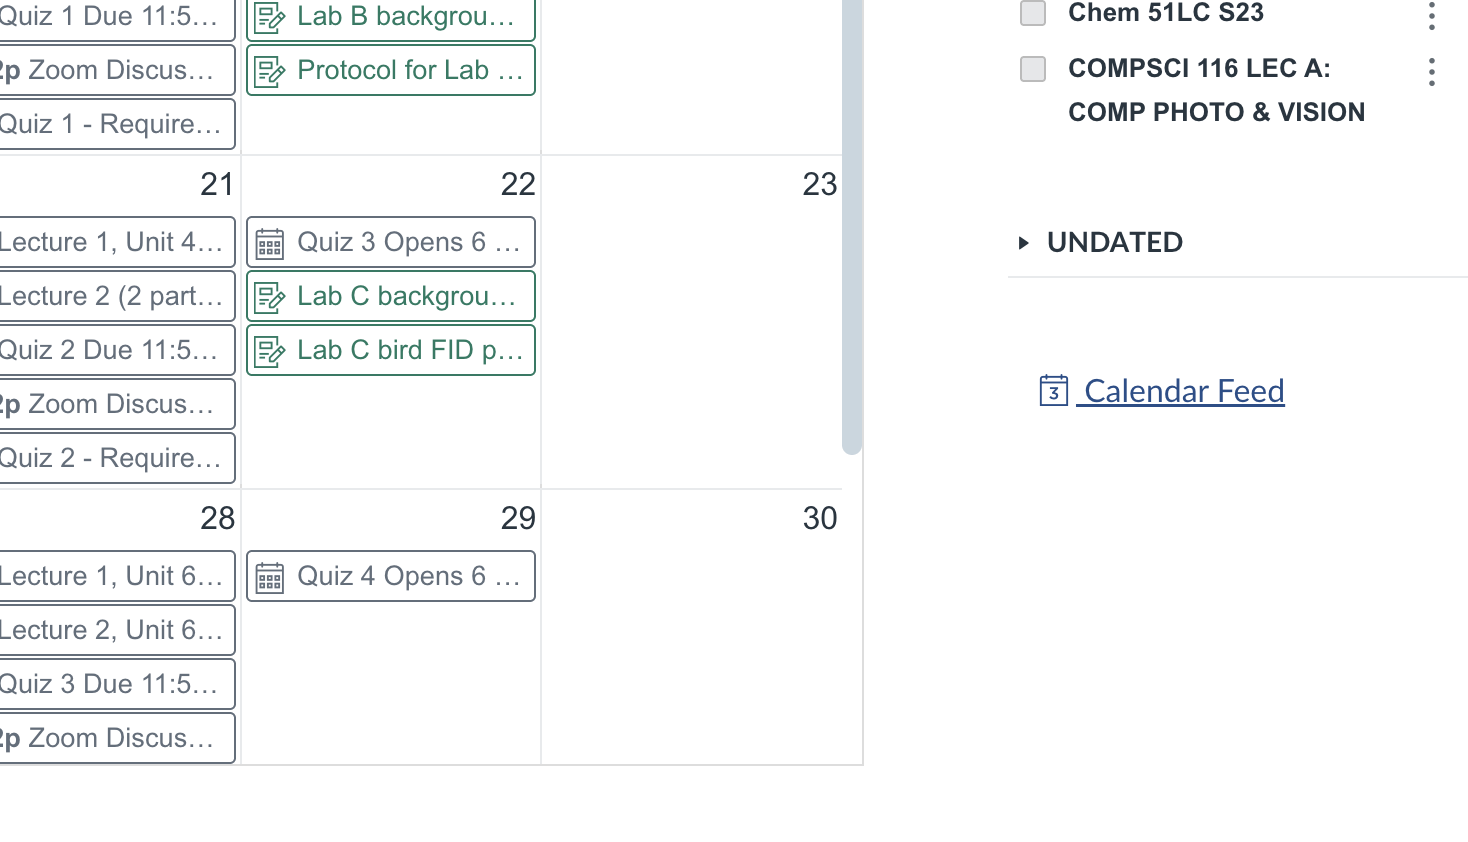 Quiz 1 Due 11:5...
2p Zoom Discus...
Quiz 1 - Require...
Lab B backgrou...
Protocol for Lab ...
21
Lecture 1, Unit 4...
Lecture 2 (2 part...
Quiz 2 Due 11:5...
2p Zoom Discus...
Quiz 2 - Require...
22
Quiz 3 Opens 6 ...
Lab C backgrou...
Lab C bird FID p...
23
28
Lecture 1, Unit 6...
Lecture 2, Unit 6...
Quiz 3 Due 11:5...
2p Zoom Discus...
29
Quiz 4 Opens 6 ...
30
Chem 51LC S23
COMPSCI 116 LEC A:
COMP PHOTO & VISION
UNDATED
3
Calendar Feed